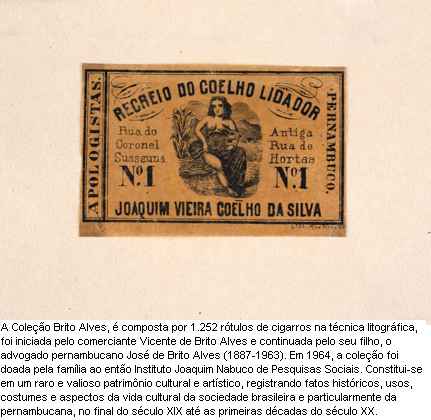 APOLOGISTAS.
RECREIO DO COELHO LIDADOR
Rua do
Coronel
Suassuna
Nº.1
Antiga
Rua de
Hortas
Nº.1
JOAQUIM VIEIRA COELHO DA SILVA
PERNAMBUCO.
A Coleção Brito Alves, é composta por 1.252 rótulos de cigarros na técnica litográfica,
foi iniciada pelo comerciante Vicente de Brito Alves e continuada pelo seu filho, o
advogado pernambucano José de Brito Alves (1887-1963). Em 1964, a coleção foi
doada pela família ao então Instituto Joaquim Nabuco de Pesquisas Sociais. Constitui-se
em um raro e valioso patrimônio cultural e artístico, registrando fatos históricos, usos,
costumes e aspectos da vida cultural da sociedade brasileira e particularmente da
pernambucana, no final do século XIX até as primeiras décadas do século XX.